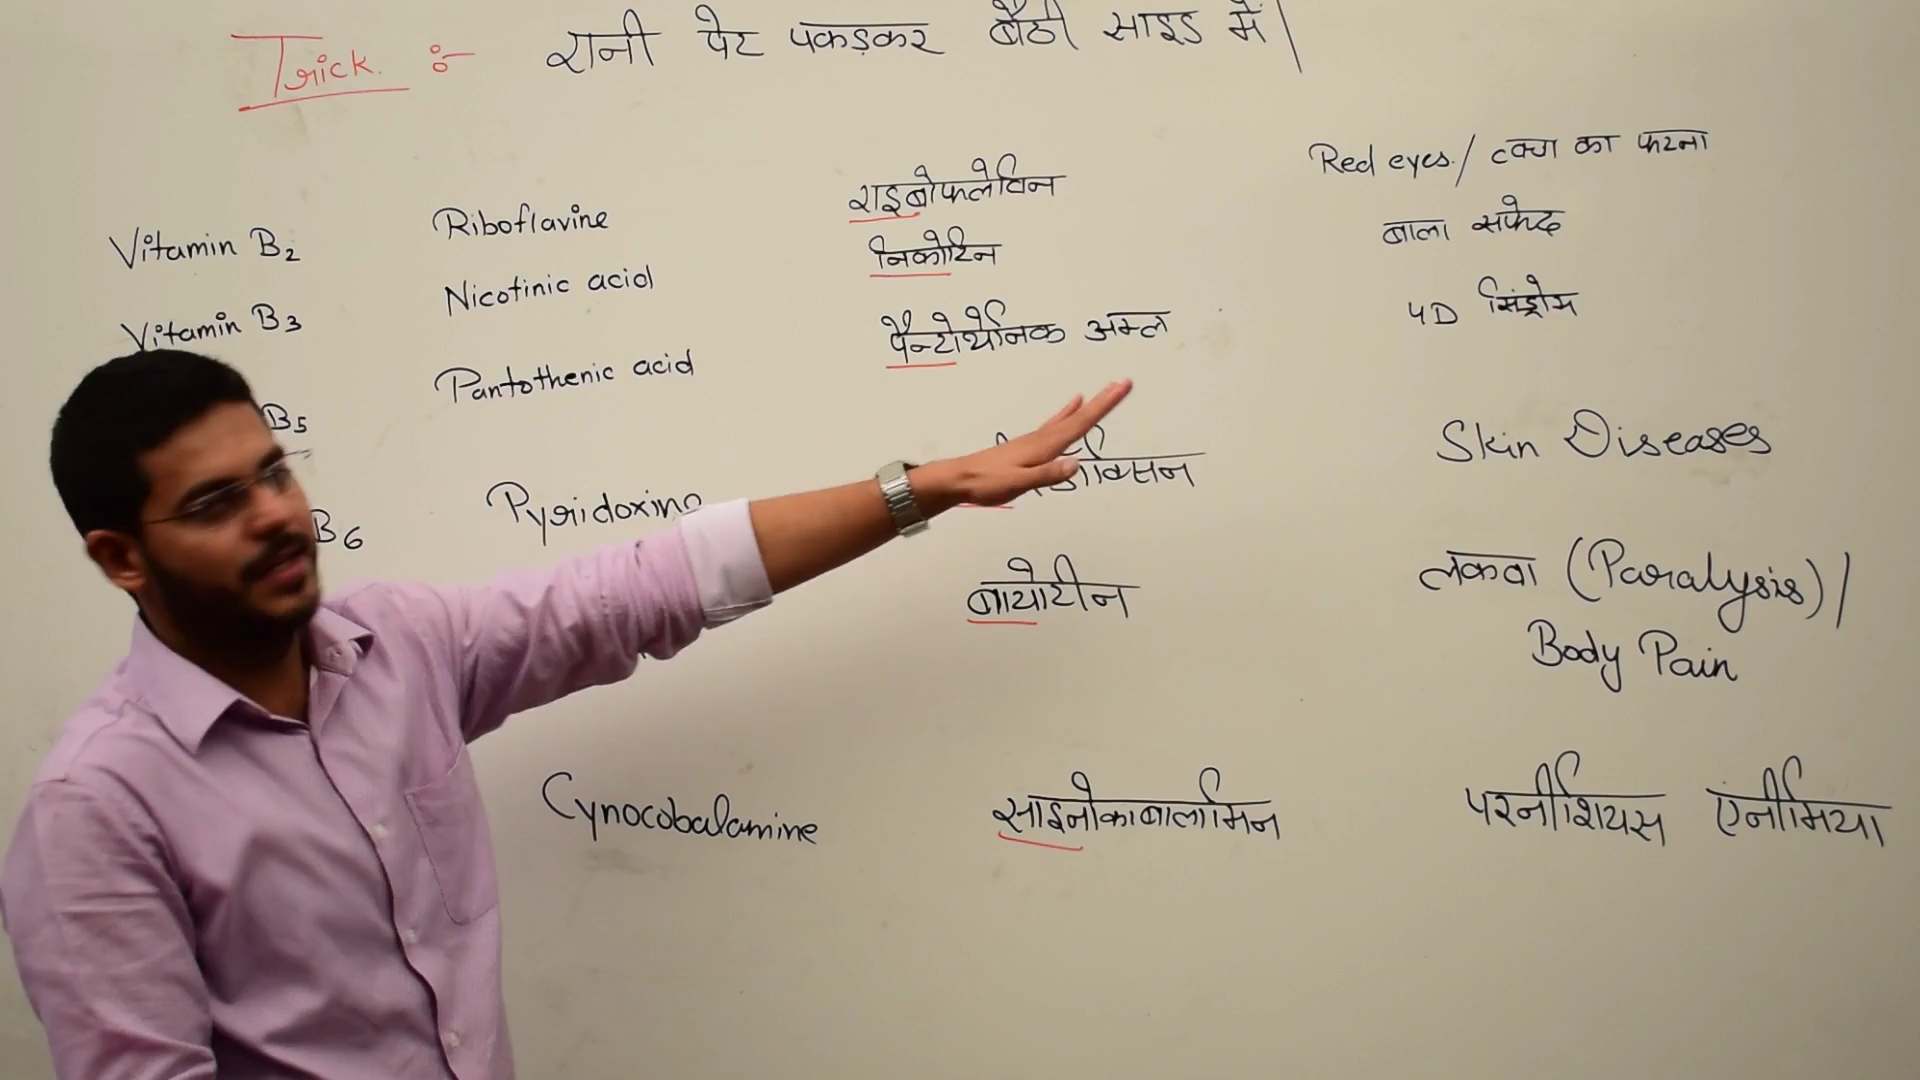 Trick :- रानी पेट पकड़कर बैठी साइड में|
Vitamin B2 Riboflavine राइबोफ्लेविन Red eyes / त्वचा का फटना
Vitamin B3 Nicotinic acid निकोटिन बाला सफेद
B5 Pantothenic acid पैन्टोथेनिक अम्ल 4D सिंड्रोम
B6 Skin Diseases
बायोटीन लकवा (Paralysis) /
Body Pain
Cynocobalamine साइनोकाबालामिन परनीशियस एनीमिया